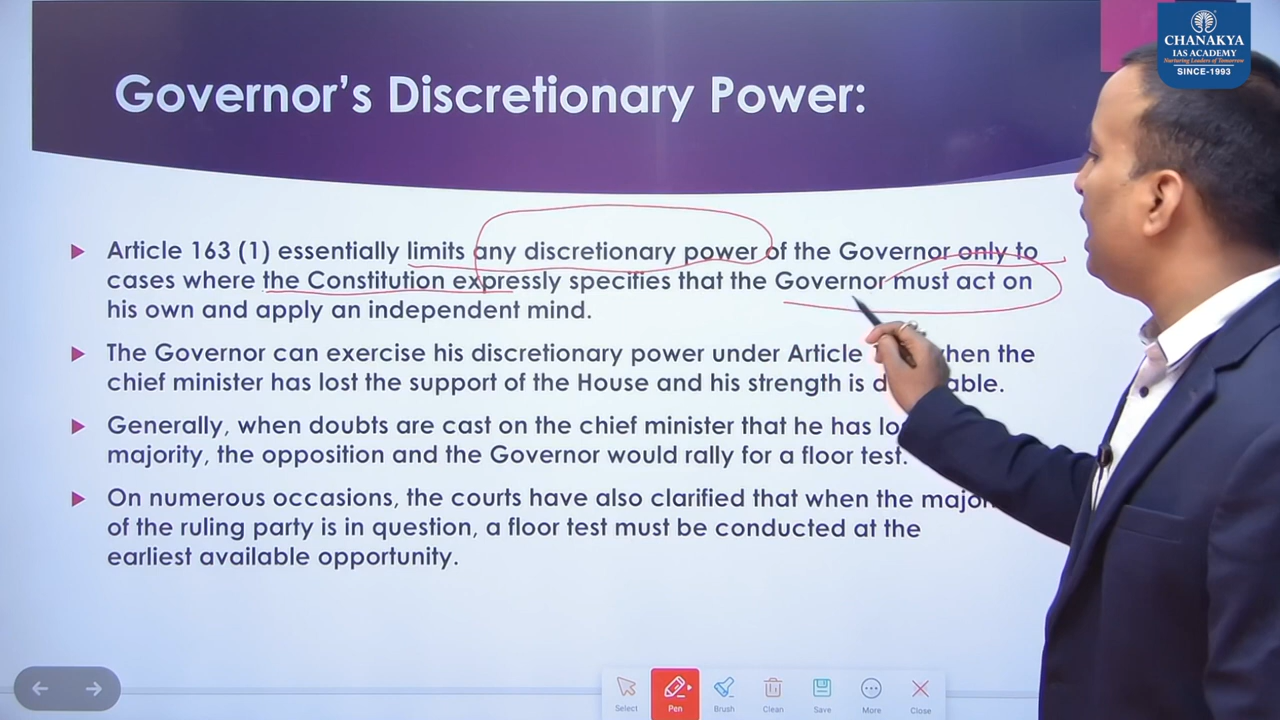 CHANAKYA
IAS ACADEMY
Nurturing Leaders of Tomorrow
SINCE-1993
Governor's Discretionary Power:
Article 163 (1) essentially limits any discretionary power of the Governor only to
cases where the Constitution expressly specifies that the Governor must act on
his own and apply an independent mind.
The Governor can exercise his discretionary power under Article when the
chief minister has lost the support of the House and his strength is
Generally, when doubts are cast on the chief minister that he has
majority, the opposition and the Governor would rally for a floor test.
On numerous occasions, the courts have also clarified that when the
of the ruling party is in question, a floor test must be conducted at the
earliest available opportunity.
Select
Pen
Brush
Clean
Save
More
Close